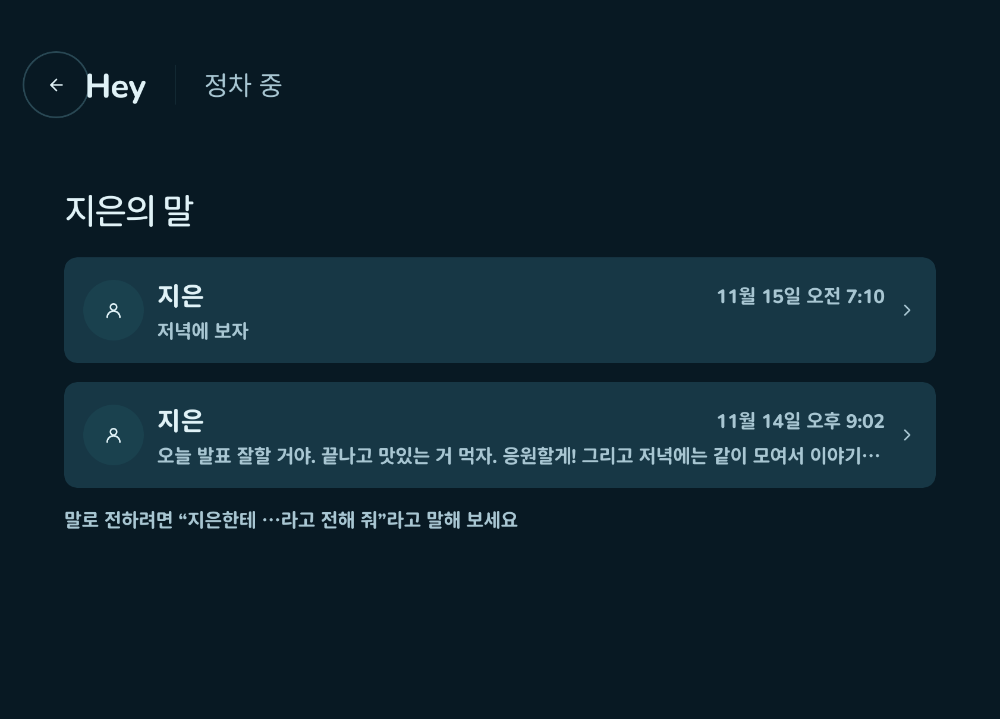 Hey
정차 중
지은의 말
지은
11월 15일 오전 7:10
저녁에 보자
지은
11월 14일 오후 9:02
오늘 발표 잘할 거야. 끝나고 맛있는 거 먹자. 응원할게! 그리고 저녁에는 같이 모여서 이야기…
말로 전하려면 “지은한테 …라고 전해 줘”라고 말해 보세요